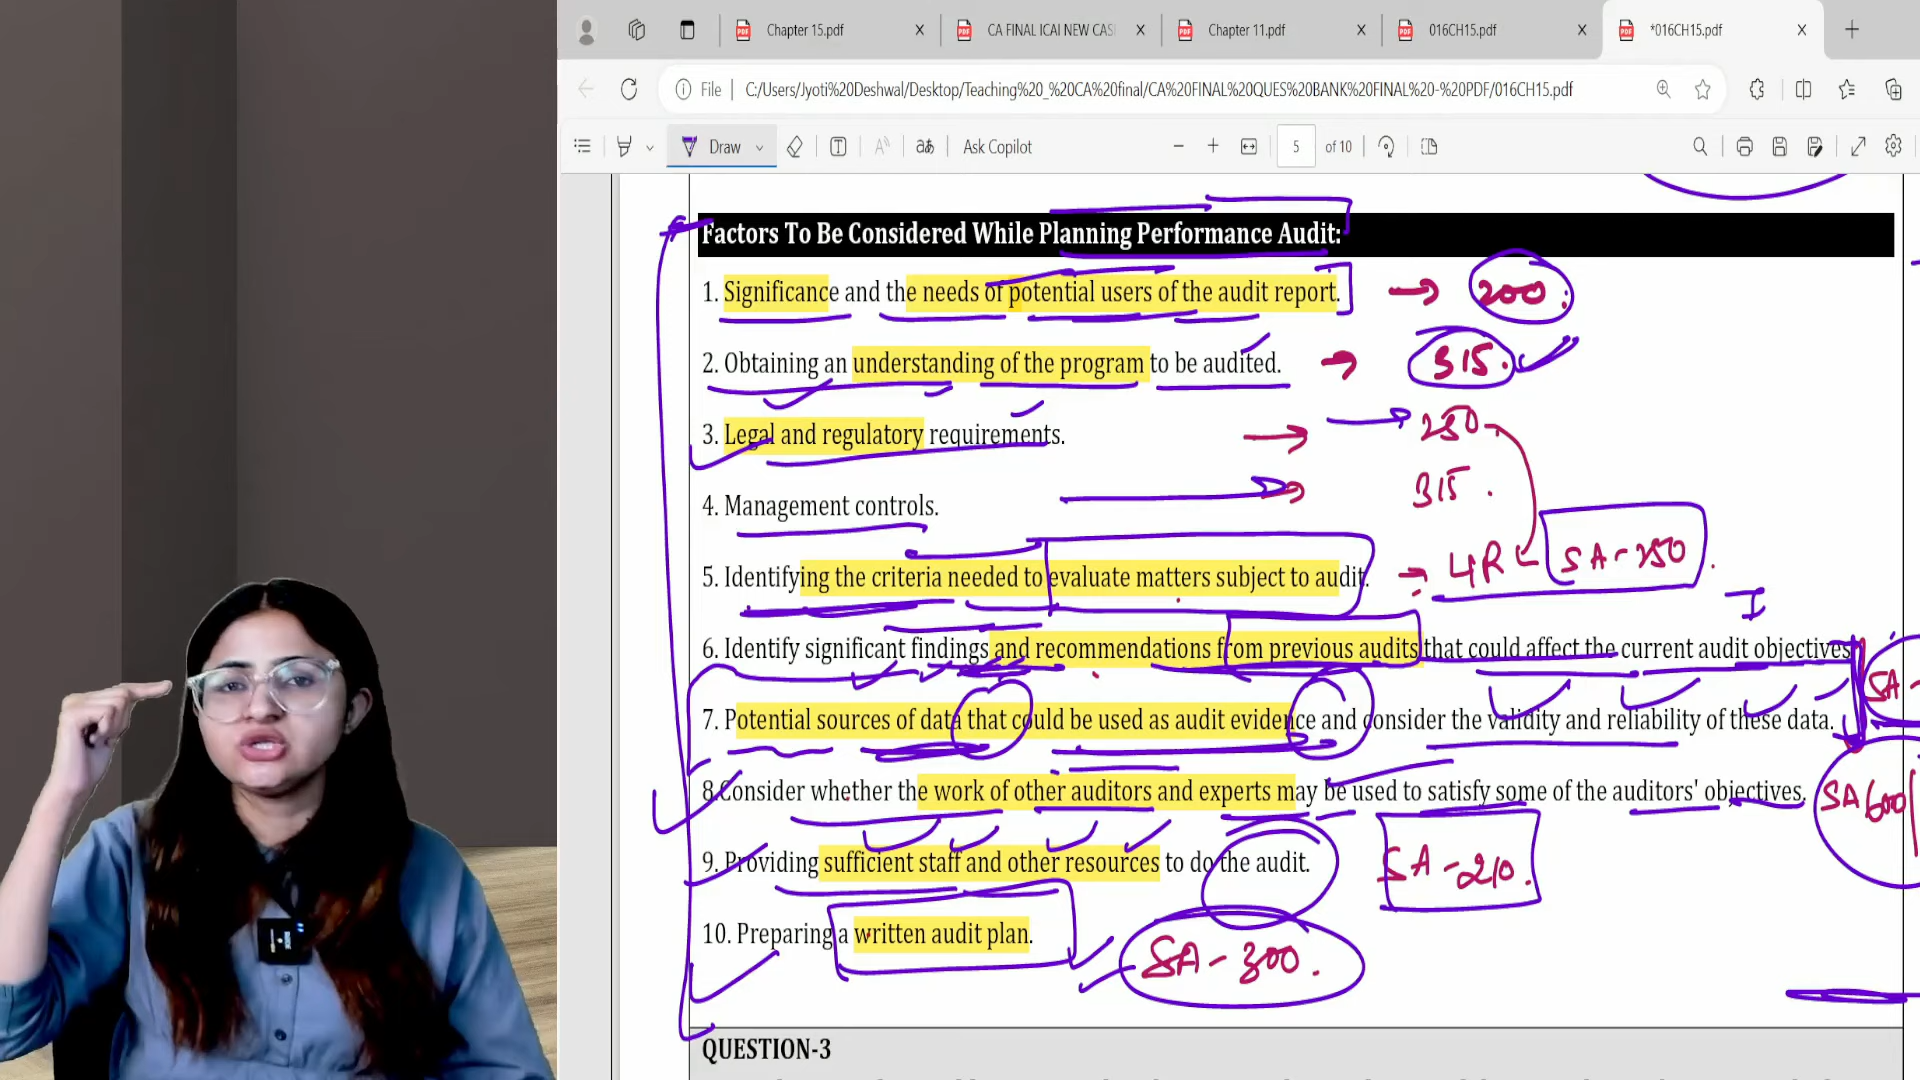 Chapter 15.pdf
CA FINAL ICAI NEW CAS
Chapter 11.pdf
016CH15.pdf
*016CH15.pdf
File C:/Users/Jyoti%20Deshwal/Desktop/Teaching%20_%20CA%20final/CA%20FINAL%20QUES%20BANK%20FINAL%20-%20PDF/016CH15.pdf
Draw
Ask Copilot
5 of 10
Factors To Be Considered While Planning Performance Audit:
1. Significance and the needs of potential users of the audit report. → 200
2. Obtaining an understanding of the program to be audited. → 315.
3. Legal and regulatory requirements. → 250
4. Management controls. → 315.
5. Identifying the criteria needed to evaluate matters subject to audit. → 4R SA-250.
6. Identify significant findings and recommendations from previous audits that could affect the current audit objectives
7. Potential sources of data that could be used as audit evidence and consider the validity and reliability of these data.
8.Consider whether the work of other auditors and experts may be used to satisfy some of the auditors' objectives. SA 600
9. Providing sufficient staff and other resources to do the audit. SA-210.
10. Preparing a written audit plan. SA-300.
QUESTION-3